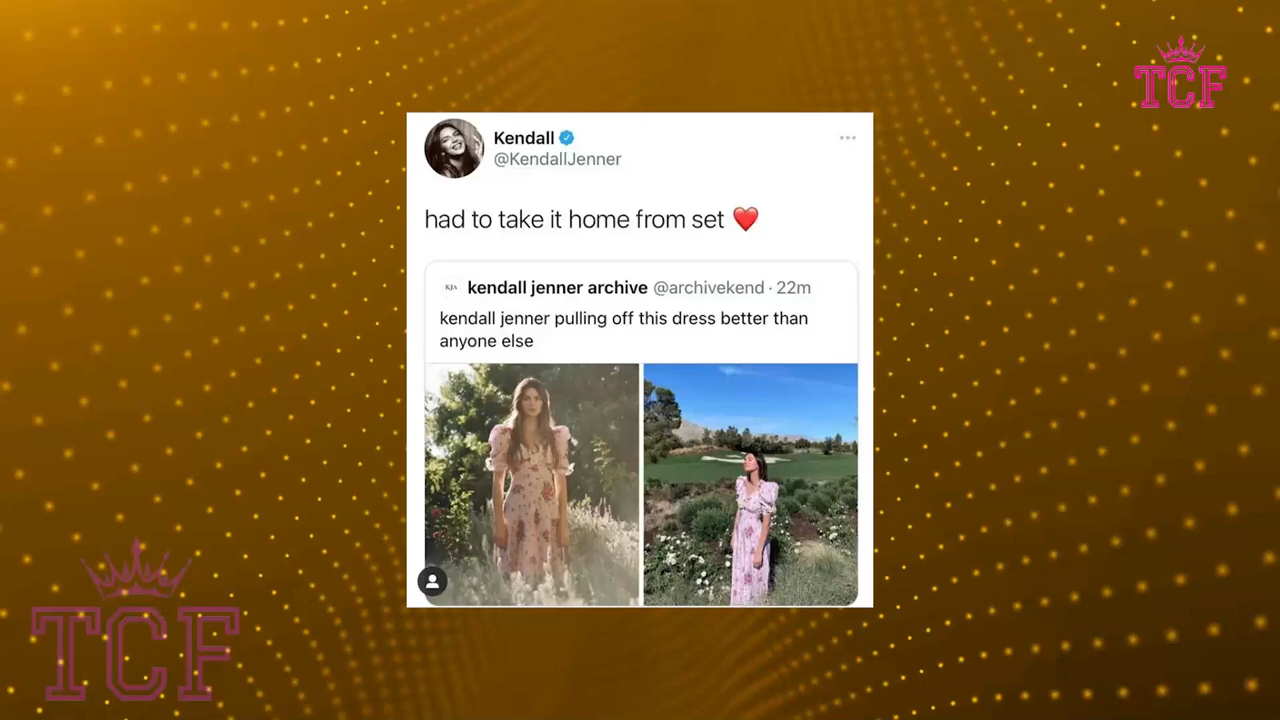 TCF
Kendall
@KendallJenner
had to take it home from set ❤️
KJA kendall jenner archive @archivekend · 22m
kendall jenner pulling off this dress better than
anyone else
TCF